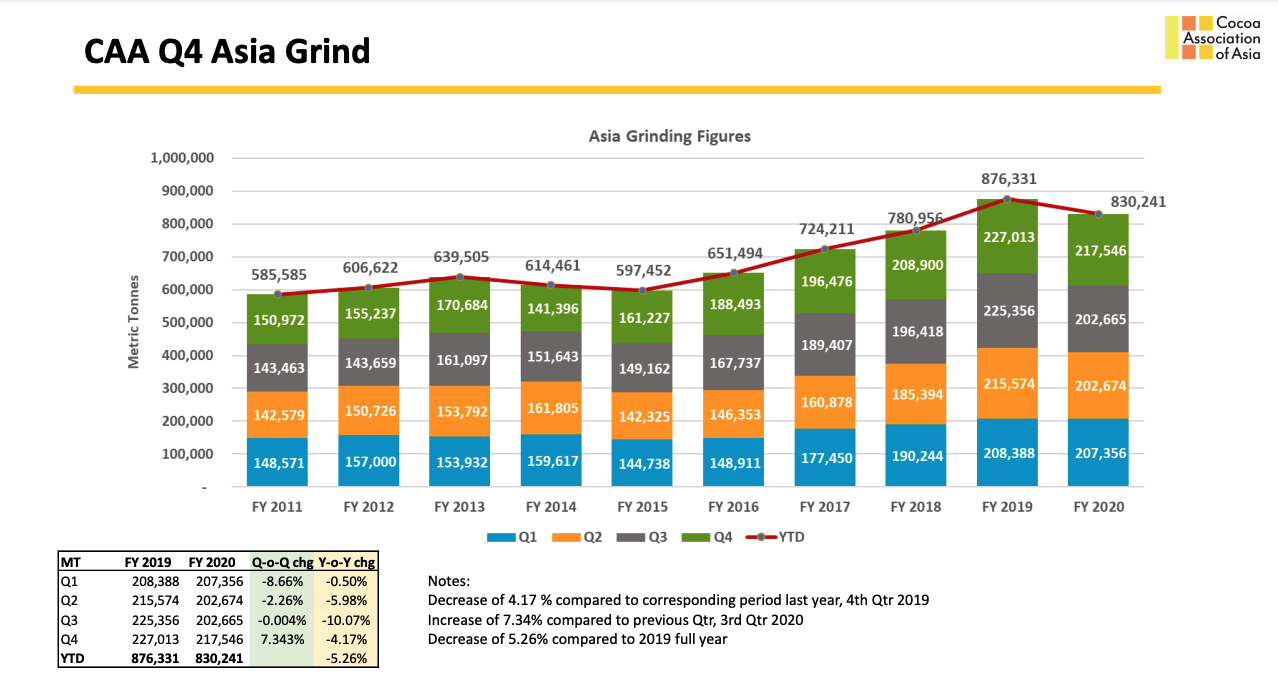 CAA Q4 Asia Grind
Cocoa
Association
of Asia
Asia Grinding Figures
Metric Tonnes
1,000,000
900,000
800,000
700,000
600,000
500,000
400,000
300,000
200,000
100,000
-
585,585 606,622 639,505 614,461 597,452 651,494 724,211 780,956 876,331 830,241
150,972 155,237 170,684 141,396 161,227 188,493 196,476 208,900 227,013 217,546
143,463 143,659 161,097 151,643 149,162 167,737 189,407 196,418 225,356 202,665
142,579 150,726 153,792 161,805 142,325 146,353 160,878 185,394 215,574 202,674
148,571 157,000 153,932 159,617 144,738 148,911 177,450 190,244 208,388 207,356
FY 2011 FY 2012 FY 2013 FY 2014 FY 2015 FY 2016 FY 2017 FY 2018 FY 2019 FY 2020
Q1 Q2 Q3 Q4 YTD
MT FY 2019 FY 2020 Q-o-Q chg Y-o-Y chg
Q1 208,388 207,356 -8.66% -0.50%
Q2 215,574 202,674 -2.26% -5.98%
Q3 225,356 202,665 -0.004% -10.07%
Q4 227,013 217,546 7.343% -4.17%
YTD 876,331 830,241 -5.26%
Notes:
Decrease of 4.17 % compared to corresponding period last year, 4th Qtr 2019
Increase of 7.34% compared to previous Qtr, 3rd Qtr 2020
Decrease of 5.26% compared to 2019 full year